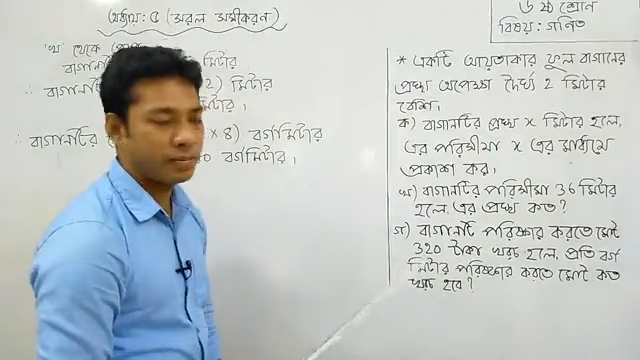 অধ্যায়: ৫ (সরল সমীকরণ)
৬ষ্ঠ শ্রেণি
বিষয়: গণিত
'খ' থেকে
বাগানটির মিটার
∴ বাগানটির 2) মিটার
মিটার।
∴ বাগানটির × 8) বর্গমিটার
বর্গমিটার।
* একটি আয়তাকার ফুল বাগানের
প্রস্থ অপেক্ষা দৈর্ঘ্য 2 মিটার
বেশি।
ক) বাগানটির প্রস্থ x মিটার হলে,
এর পরিসীমা x এর মাধ্যমে
প্রকাশ কর।
খ) বাগানটির পরিসীমা 36 মিটার
হলে, এর প্রস্থ কত?
গ) বাগানটি পরিষ্কার করতে মোট
320 টাকা খরচ হলে, প্রতি বর্গ
মিটার পরিষ্কার করতে মোট কত
খরচ হবে?